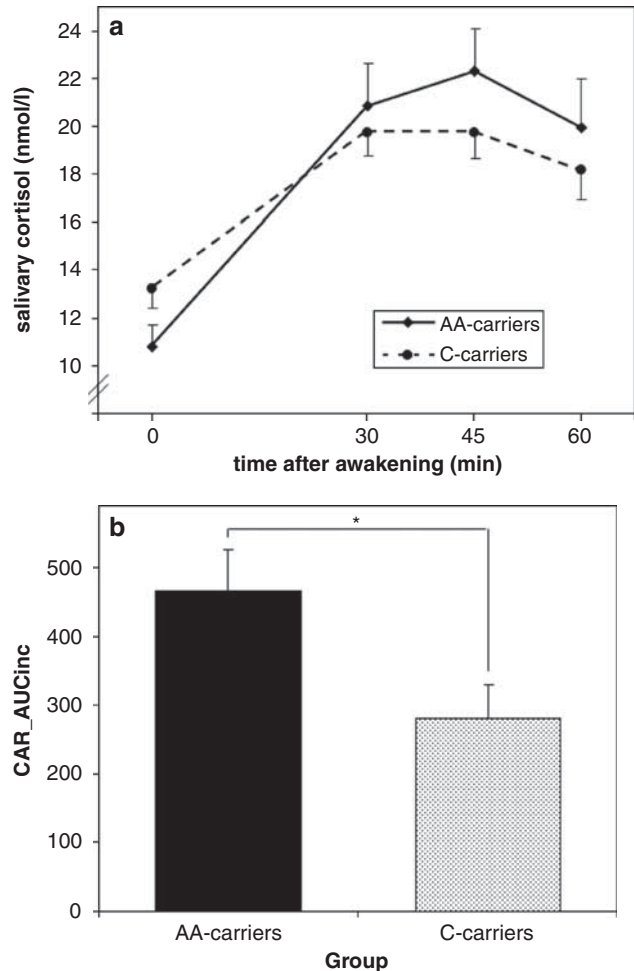 a
24
22
20
18
16
14
12
10
salivary cortisol (nmol/l)
AA-carriers
C-carriers
0 30 45 60
time after awakening (min)
b
*
500
400
300
200
100
0
CAR_AUCinc
AA-carriers C-carriers
Group